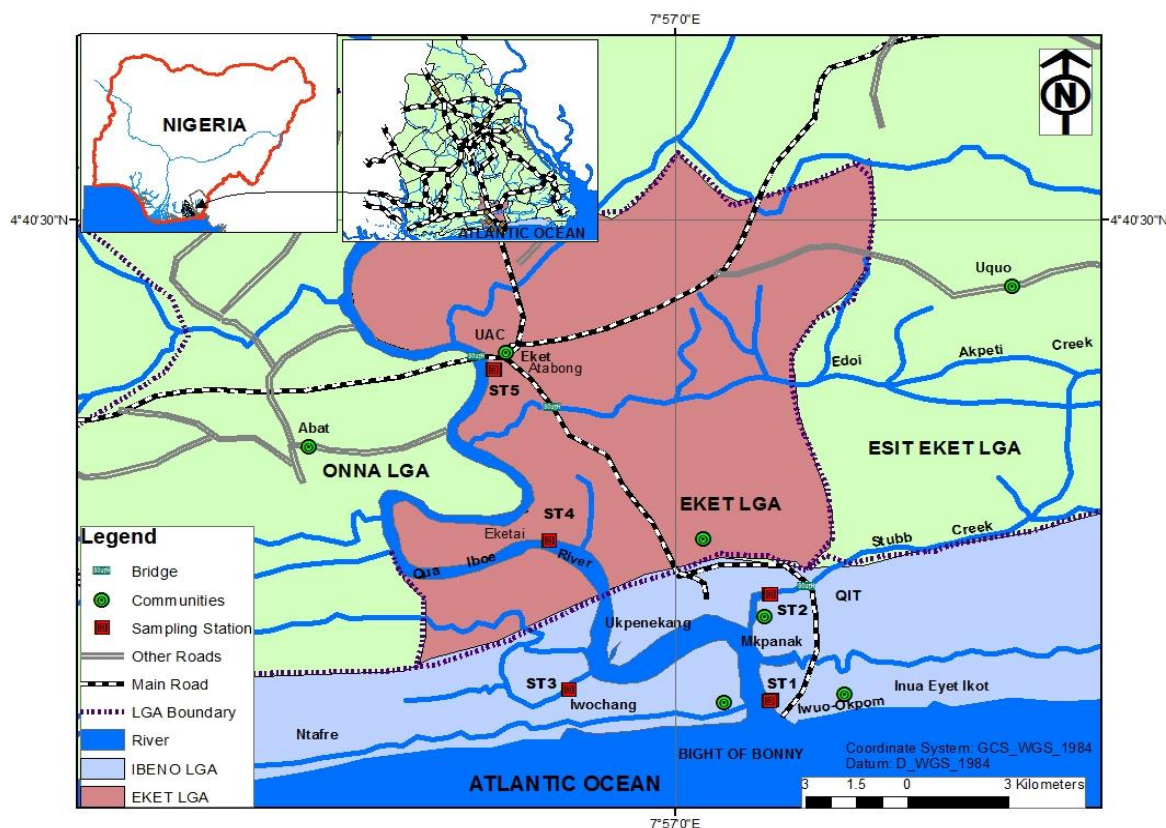 7°57'0"E
NIGERIA
ATLANTIC OCEAN
N
4°40'30"N
4°40'30"N
Uquo
UAC
Eket
Atabong
ST5
Edoi
Akpeti
Creek
Abat
ONNA LGA
ESIT EKET LGA
EKET LGA
ST4
Eketai
Qua Iboe River
Stubb Creek
QIT
ST2
Ukpenekang
Mkpanak
ST3
ST1
Iwochang
Iwuo-Okpom
Inua Eyet Ikot
Ntafre
BIGHT OF BONNY
ATLANTIC OCEAN
Legend
Bridge
Communities
Sampling Station
Other Roads
Main Road
LGA Boundary
River
IBENO LGA
EKET LGA
Coordinate System: GCS_WGS_1984
Datum: D_WGS_1984
3 1.5 0 3 Kilometers
7°57'0"E